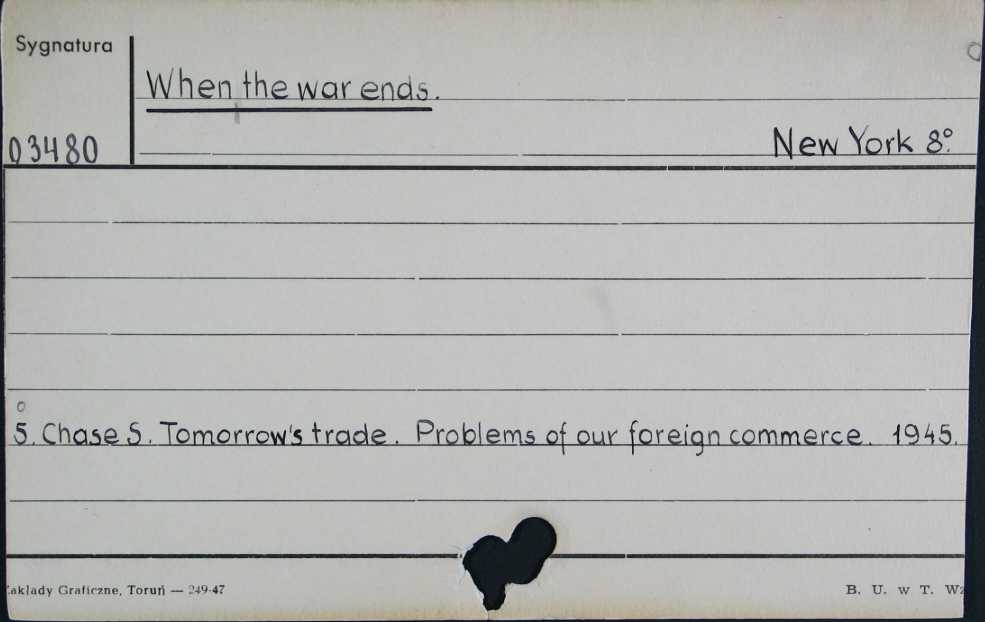 Sygnatura
When the war ends.
03480
New York 8°.
5. Chase S. Tomorrow's trade. Problems of our foreign commerce. 1945.
Zakłady Graficzne, Toruń — 249-47
B. U. w T. Wz